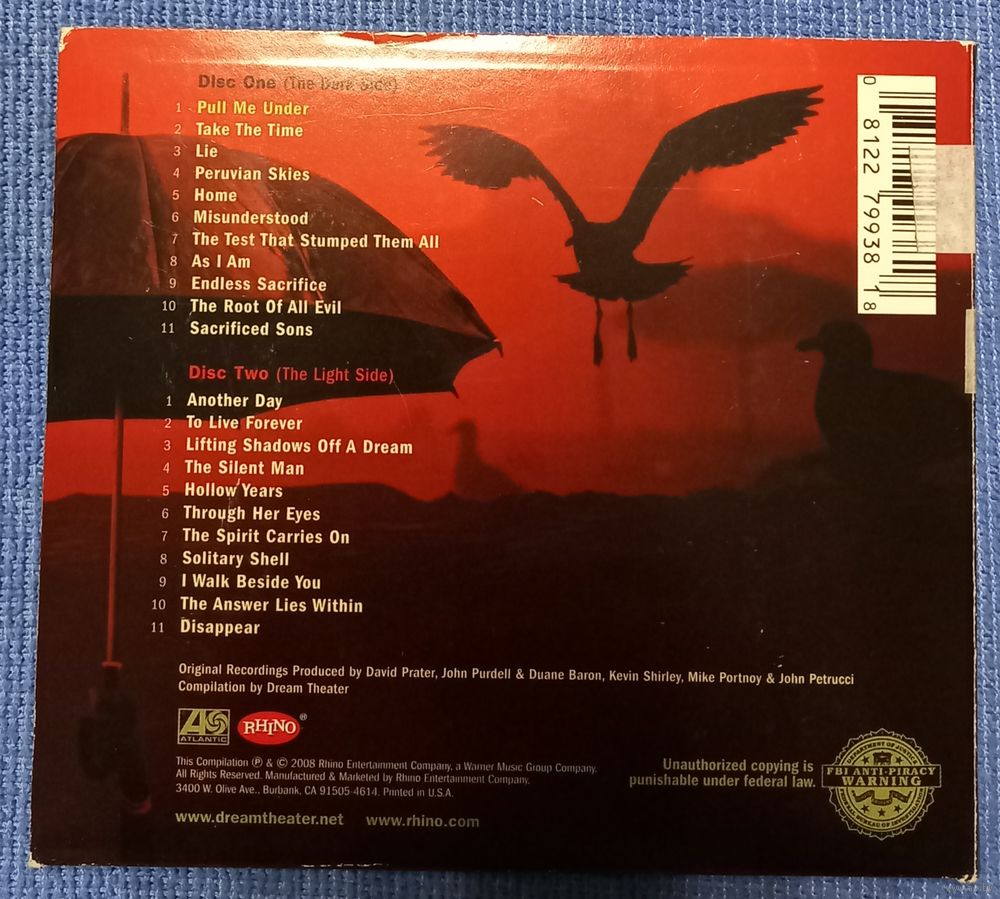 Disc One (The Dark Side)
1 Pull Me Under
2 Take The Time
3 Lie
4 Peruvian Skies
5 Home
6 Misunderstood
7 The Test That Stumped Them All
8 As I Am
9 Endless Sacrifice
10 The Root Of All Evil
11 Sacrificed Sons
Disc Two (The Light Side)
1 Another Day
2 To Live Forever
3 Lifting Shadows Off A Dream
4 The Silent Man
5 Hollow Years
6 Through Her Eyes
7 The Spirit Carries On
8 Solitary Shell
9 I Walk Beside You
10 The Answer Lies Within
11 Disappear
0 8122 79938 1 8
Original Recordings Produced by David Prater, John Purdell & Duane Baron, Kevin Shirley, Mike Portnoy & John Petrucci
Compilation by Dream Theater
ATLANTIC
RHINO®
This Compilation ℗ & © 2008 Rhino Entertainment Company, a Warner Music Group Company.
All Rights Reserved. Manufactured & Marketed by Rhino Entertainment Company,
3400 W. Olive Ave., Burbank, CA 91505-4614. Printed in U.S.A.
www.dreamtheater.net www.rhino.com
Unauthorized copying is
punishable under federal law.
DEPARTMENT OF JUSTICE
FBI ANTI-PIRACY
WARNING